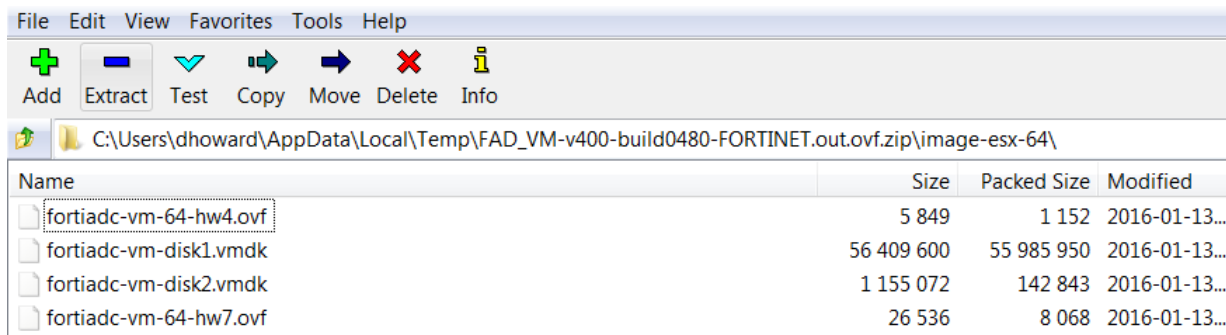 File Edit View Favorites Tools Help
Add Extract Test Copy Move Delete Info
C:\Users\dhoward\AppData\Local\Temp\FAD_VM-v400-build0480-FORTINET.out.ovf.zip\image-esx-64\
Name Size Packed Size Modified
fortiadc-vm-64-hw4.ovf 5 849 1 152 2016-01-13...
fortiadc-vm-disk1.vmdk 56 409 600 55 985 950 2016-01-13...
fortiadc-vm-disk2.vmdk 1 155 072 142 843 2016-01-13...
fortiadc-vm-64-hw7.ovf 26 536 8 068 2016-01-13...